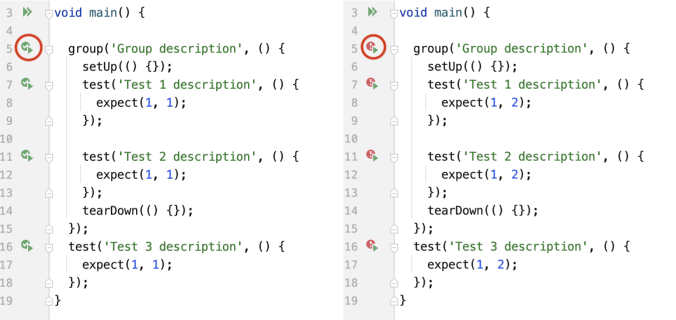 3 void main() {
4
5 group('Group description', () {
6 setUp(() {});
7 test('Test 1 description', () {
8 expect(1, 1);
9 });
10
11 test('Test 2 description', () {
12 expect(1, 1);
13 });
14 tearDown(() {});
15 });
16 test('Test 3 description', () {
17 expect(1, 1);
18 });
19 }
3 void main() {
4
5 group('Group description', () {
6 setUp(() {});
7 test('Test 1 description', () {
8 expect(1, 2);
9 });
10
11 test('Test 2 description', () {
12 expect(1, 2);
13 });
14 tearDown(() {});
15 });
16 test('Test 3 description', () {
17 expect(1, 2);
18 });
19 }